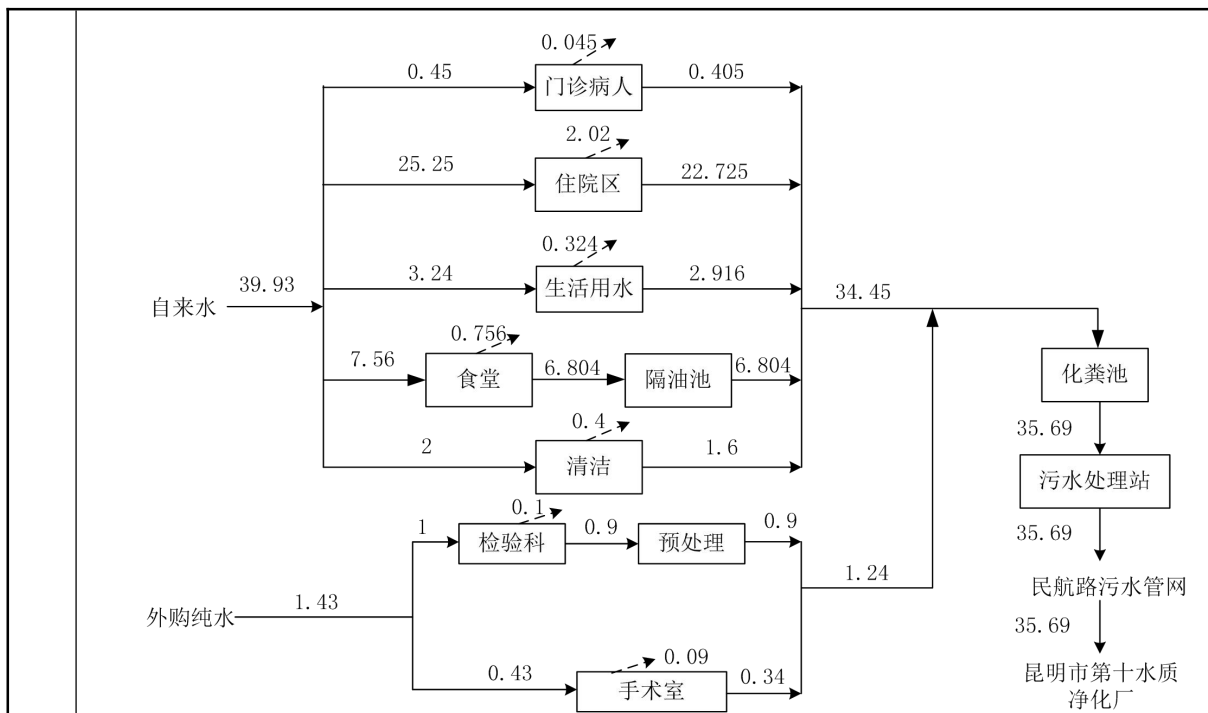 0.045
0.45
门诊病人
0.405
2.02
25.25
住院区
22.725
0.324
3.24
生活用水
2.916
39.93
自来水
34.45
0.756
7.56
食堂
6.804
隔油池
6.804
化粪池
0.4
2
清洁
1.6
35.69
污水处理站
0.1
1
检验科
0.9
预处理
0.9
35.69
1.24
民航路污水管网
1.43
外购纯水
35.69
0.09
0.43
手术室
0.34
昆明市第十水质
净化厂